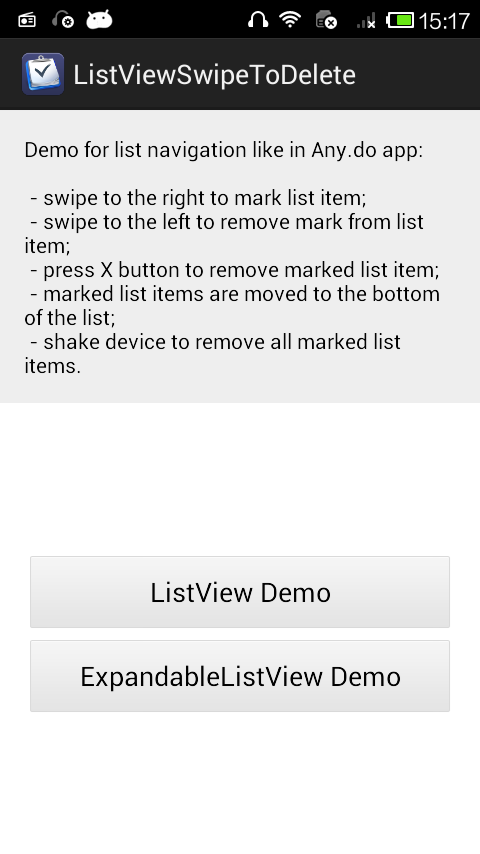 15:17
ListViewSwipeToDelete
Demo for list navigation like in Any.do app:
- swipe to the right to mark list item;
- swipe to the left to remove mark from list
item;
- press X button to remove marked list item;
- marked list items are moved to the bottom
of the list;
- shake device to remove all marked list
items.
ListView Demo
ExpandableListView Demo